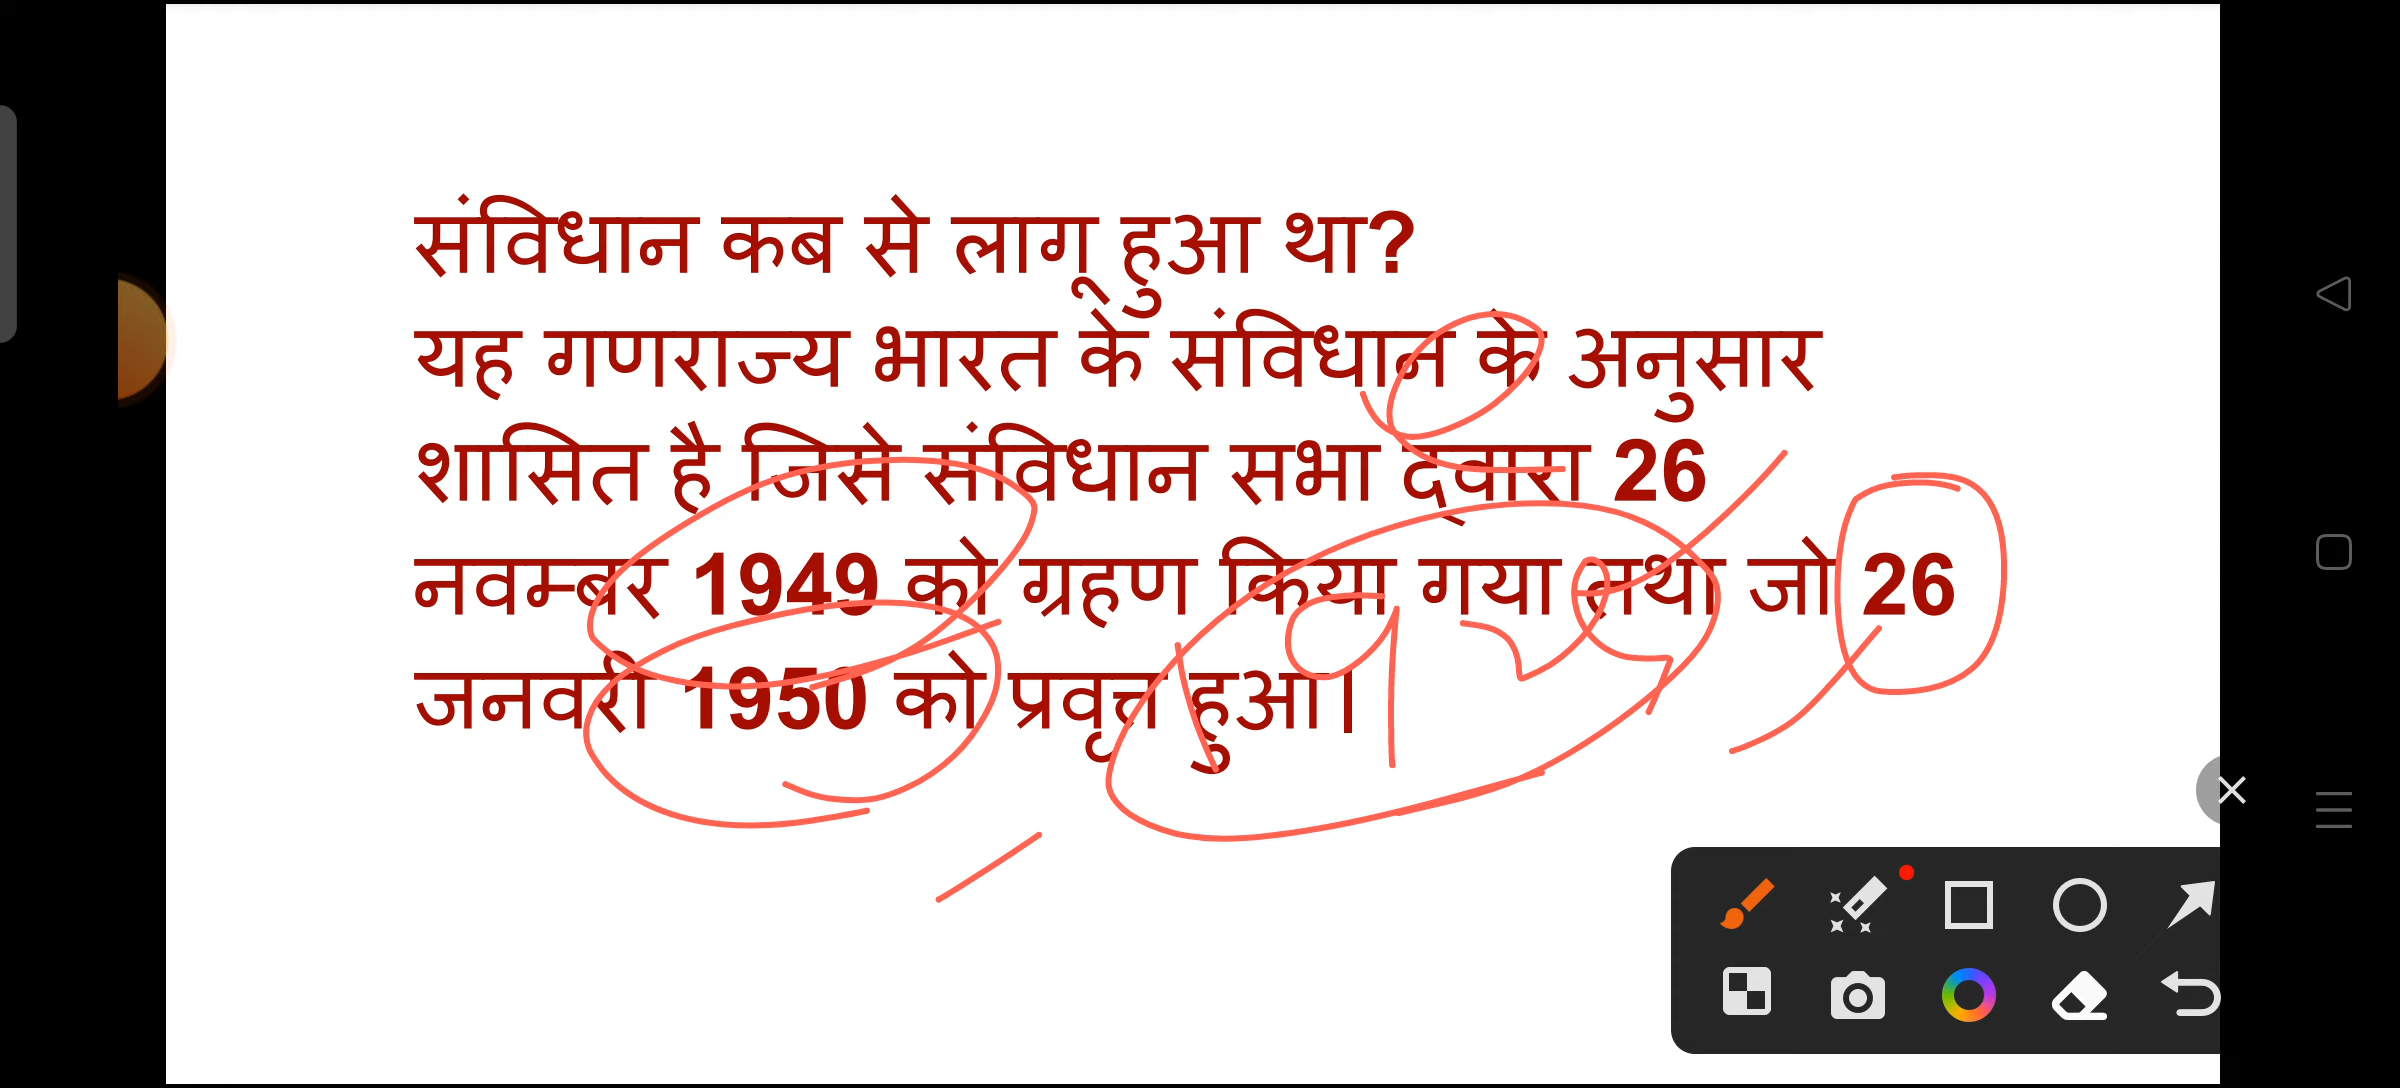 संविधान कब से लागू हुआ था?
यह गणराज्य भारत के संविधान के अनुसार
शासित है जिसे संविधान सभा द्वारा 26
नवम्बर 1949 को ग्रहण किया गया तथा जो 26
जनवरी 1950 को प्रवृत्त हुआ।